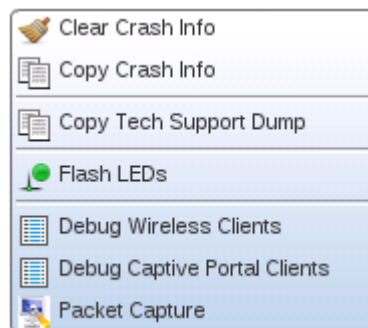 Clear Crash Info
Copy Crash Info
Copy Tech Support Dump
Flash LEDs
Debug Wireless Clients
Debug Captive Portal Clients
Packet Capture